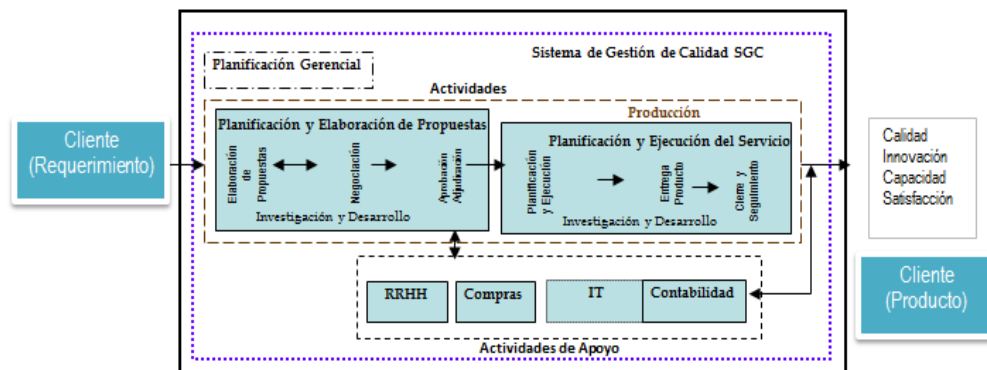 Sistema de Gestión de Calidad SGC
Planificación Gerencial
Actividades
Producción
Cliente
(Requerimiento)
Planificación y Elaboración de Propuestas
Elaboración
de
Propuestas
Negociación
Aprobación
Adjudicación
Investigación y Desarrollo
Planificación y Ejecución del Servicio
Planificación
y Ejecución
Entrega
Producto
Cierre y
Seguimiento
Investigación y Desarrollo
Calidad
Innovación
Capacidad
Satisfacción
Cliente
(Producto)
RRHH
Compras
IT
Contabilidad
Actividades de Apoyo